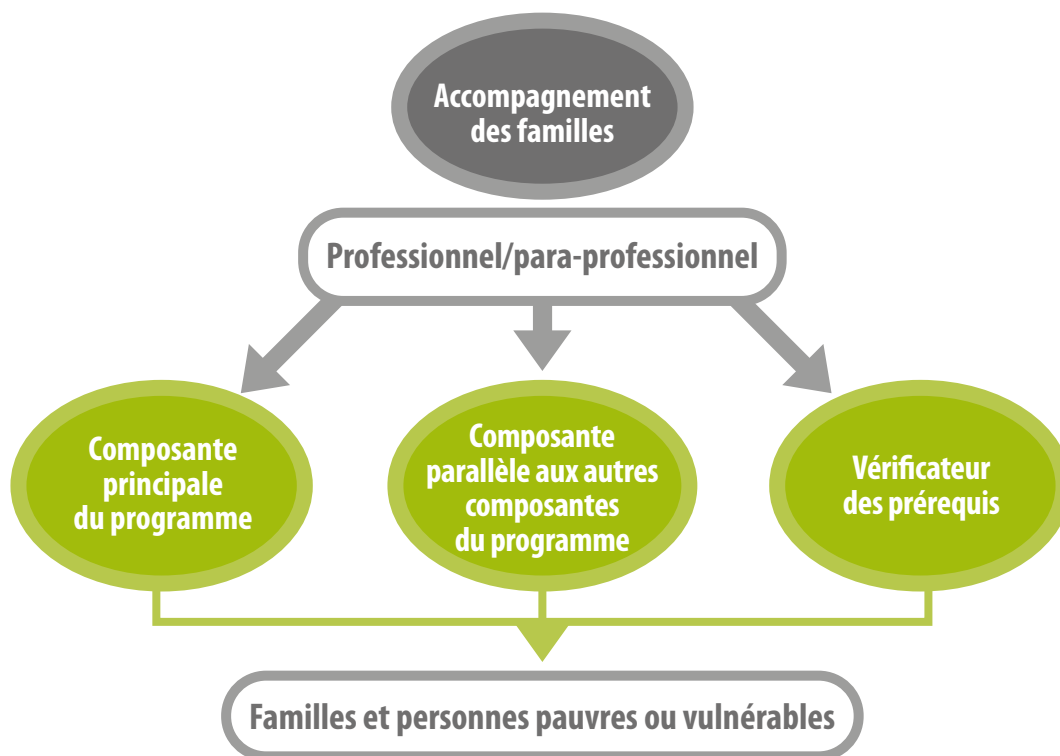 Accompagnement
des familles
Professionnel/para-professionnel
Composante
principale
du programme
Composante
parallèle aux autres
composantes
du programme
Vérificateur
des prérequis
Familles et personnes pauvres ou vulnérables